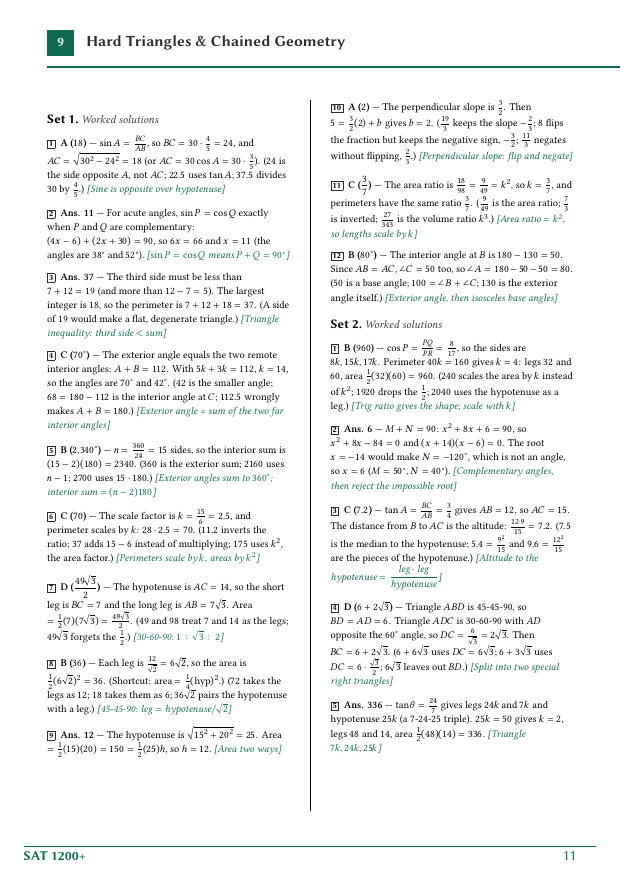 9 Hard Triangles & Chained Geometry
Set 1. Worked solutions
1 A (18) — sin A = BC/AB, so BC = 30 · 4/5 = 24, and
AC = √(30² − 24²) = 18 (or AC = 30 cos A = 30 · 3/5). (24 is
the side opposite A, not AC; 22.5 uses tan A; 37.5 divides
30 by 4/5.) [Sine is opposite over hypotenuse]
2 Ans. 11 — For acute angles, sin P = cos Q exactly
when P and Q are complementary:
(4x − 6) + (2x + 30) = 90, so 6x = 66 and x = 11 (the
angles are 38° and 52°). [sin P = cos Q means P + Q = 90°]
3 Ans. 37 — The third side must be less than
7 + 12 = 19 (and more than 12 − 7 = 5). The largest
integer is 18, so the perimeter is 7 + 12 + 18 = 37. (A side
of 19 would make a flat, degenerate triangle.) [Triangle
inequality: third side < sum]
4 C (70°) — The exterior angle equals the two remote
interior angles: A + B = 112. With 5k + 3k = 112, k = 14,
so the angles are 70° and 42°. (42 is the smaller angle;
68 = 180 − 112 is the interior angle at C; 112.5 wrongly
makes A + B = 180.) [Exterior angle = sum of the two far
interior angles]
5 B (2,340°) — n = 360/24 = 15 sides, so the interior sum is
(15 − 2)(180) = 2340. (360 is the exterior sum; 2160 uses
n − 1; 2700 uses 15 · 180.) [Exterior angles sum to 360°;
interior sum = (n − 2)180]
6 C (70) — The scale factor is k = 15/6 = 2.5, and
perimeter scales by k: 28 · 2.5 = 70. (11.2 inverts the
ratio; 37 adds 15 − 6 instead of multiplying; 175 uses k²,
the area factor.) [Perimeters scale by k, areas by k²]
7 D (49√3/2) — The hypotenuse is AC = 14, so the short
leg is BC = 7 and the long leg is AB = 7√3. Area
= 1/2(7)(7√3) = 49√3/2. (49 and 98 treat 7 and 14 as the legs;
49√3 forgets the 1/2.) [30-60-90: 1 : √3 : 2]
8 B (36) — Each leg is 12/√2 = 6√2, so the area is
1/2(6√2)² = 36. (Shortcut: area = 1/4(hyp)².) (72 takes the
legs as 12; 18 takes them as 6; 36√2 pairs the hypotenuse
with a leg.) [45-45-90: leg = hypotenuse/√2]
9 Ans. 12 — The hypotenuse is √(15² + 20²) = 25. Area
= 1/2(15)(20) = 150 = 1/2(25)h, so h = 12. [Area two ways]
10 A (2) — The perpendicular slope is 3/2. Then
5 = 3/2(2) + b gives b = 2. (19/3 keeps the slope −2/3; 8 flips
the fraction but keeps the negative sign, −3/2; 11/3 negates
without flipping, 2/3.) [Perpendicular slope: flip and negate]
11 C (3/7) — The area ratio is 18/98 = 9/49 = k², so k = 3/7, and
perimeters have the same ratio 3/7. (9/49 is the area ratio; 7/3
is inverted; 27/343 is the volume ratio k³.) [Area ratio = k²,
so lengths scale by k]
12 B (80°) — The interior angle at B is 180 − 130 = 50.
Since AB = AC, ∠C = 50 too, so ∠A = 180 − 50 − 50 = 80.
(50 is a base angle; 100 = ∠B + ∠C; 130 is the exterior
angle itself.) [Exterior angle, then isosceles base angles]
Set 2. Worked solutions
1 B (960) — cos P = PQ/PR = 8/17, so the sides are
8k, 15k, 17k. Perimeter 40k = 160 gives k = 4: legs 32 and
60, area 1/2(32)(60) = 960. (240 scales the area by k instead
of k²; 1920 drops the 1/2; 2040 uses the hypotenuse as a
leg.) [Trig ratio gives the shape; scale with k]
2 Ans. 6 — M + N = 90: x² + 8x + 6 = 90, so
x² + 8x − 84 = 0 and (x + 14)(x − 6) = 0. The root
x = −14 would make N = −120°, which is not an angle,
so x = 6 (M = 50°, N = 40°). [Complementary angles,
then reject the impossible root]
3 C (7.2) — tan A = BC/AB = 3/4 gives AB = 12, so AC = 15.
The distance from B to AC is the altitude: 12·9/15 = 7.2. (7.5
is the median to the hypotenuse; 5.4 = 9²/15 and 9.6 = 12²/15
are the pieces of the hypotenuse.) [Altitude to the
hypotenuse = leg · leg/hypotenuse]
4 D (6 + 2√3) — Triangle ABD is 45-45-90, so
BD = AD = 6. Triangle ADC is 30-60-90 with AD
opposite the 60° angle, so DC = 6/√3 = 2√3. Then
BC = 6 + 2√3. (6 + 6√3 uses DC = 6√3; 6 + 3√3 uses
DC = 6 · √3/2; 6√3 leaves out BD.) [Split into two special
right triangles]
5 Ans. 336 — tan θ = 24/7 gives legs 24k and 7k and
hypotenuse 25k (a 7-24-25 triple). 25k = 50 gives k = 2,
legs 48 and 14, area 1/2(48)(14) = 336. [Triangle
7k, 24k, 25k]
SAT 1200+ 11